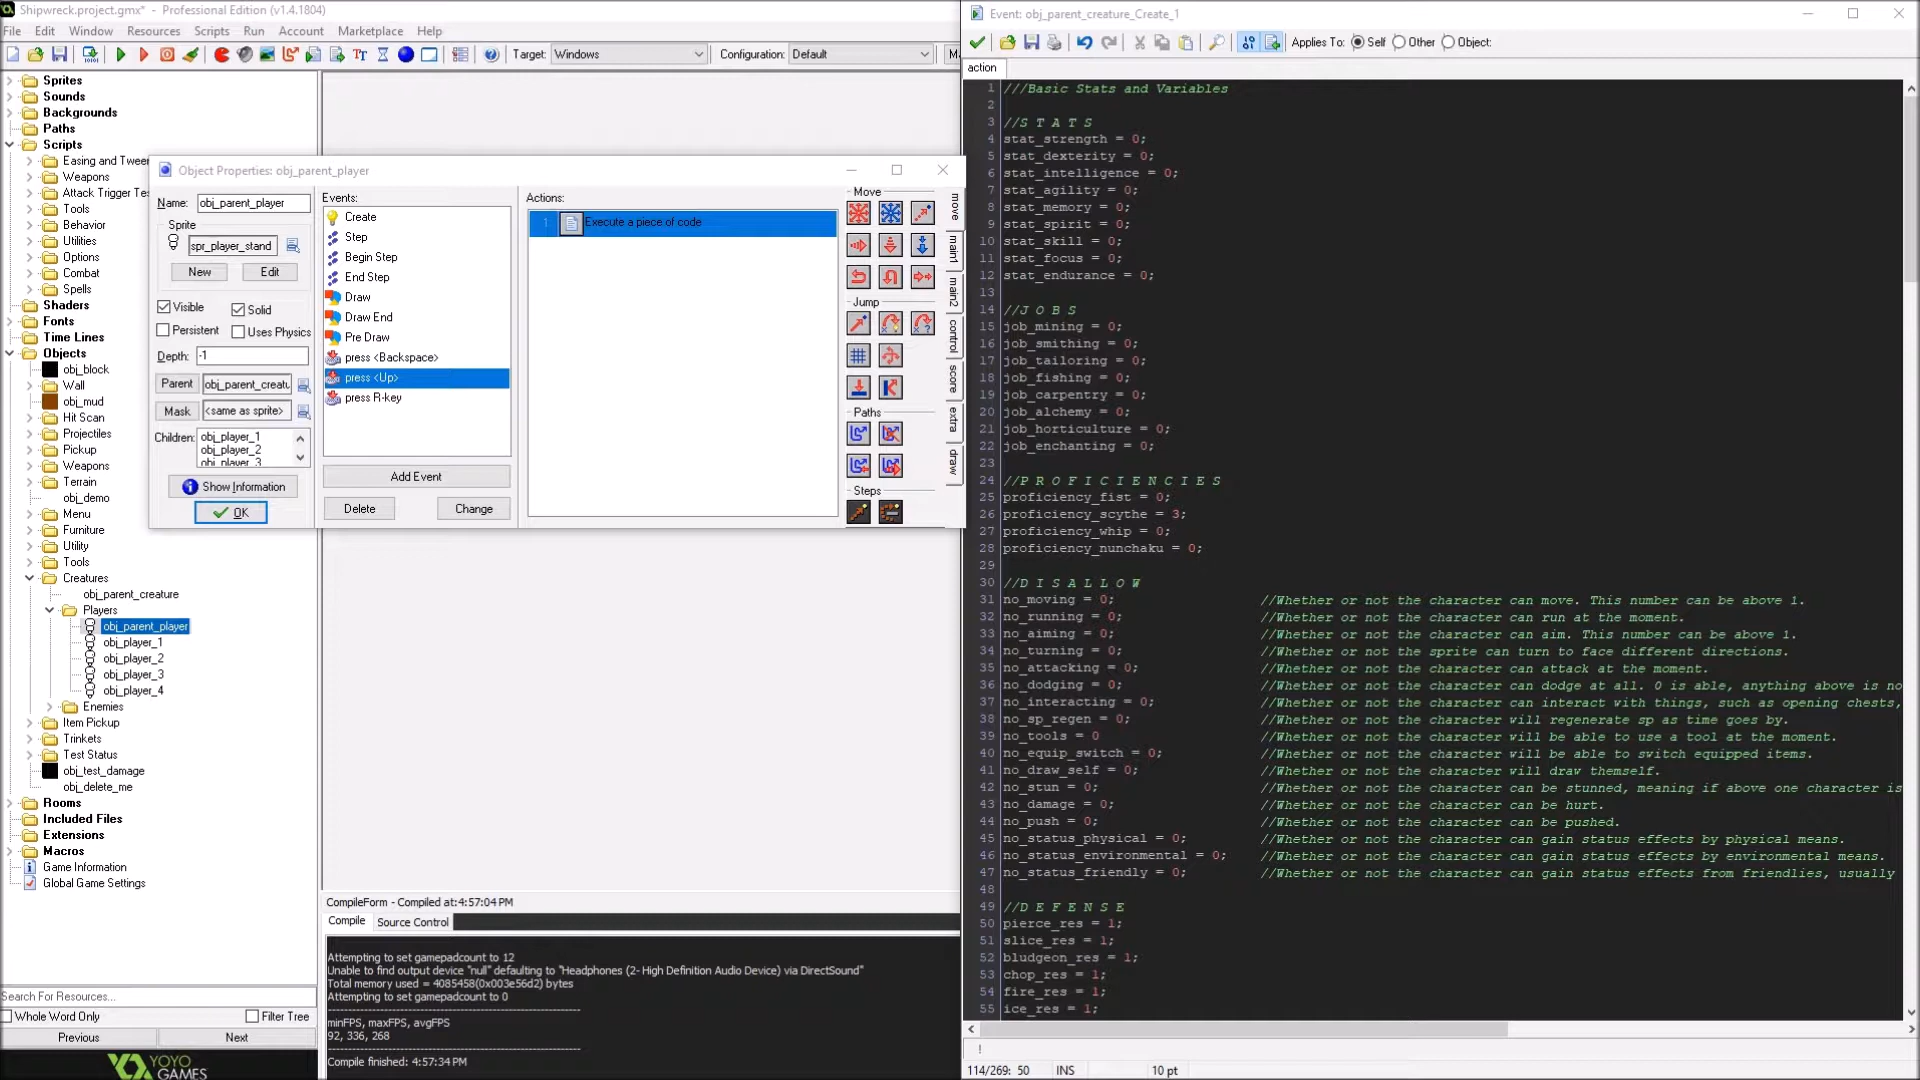 Shipwreck.project.gmx* - Professional Edition (v1.4.1804)
File Edit Window Resources Scripts Run Account Marketplace Help
Target: Windows Configuration: Default Ma
Sprites
Sounds
Backgrounds
Paths
Scripts
Easing and Tween
Weapons
Attack Trigger Te
Tools
Behavior
Utilities
Options
Combat
Spells
Shaders
Fonts
Time Lines
Objects
obj_block
Wall
obj_mud
Hit Scan
Projectiles
Pickup
Weapons
Terrain
obj_demo
Menu
Furniture
Utility
Tools
Creatures
obj_parent_creature
Players
obj_parent_player
obj_player_1
obj_player_2
obj_player_3
obj_player_4
Enemies
Item Pickup
Trinkets
Test Status
obj_test_damage
obj_delete_me
Rooms
Included Files
Extensions
Macros
Game Information
Global Game Settings
Search For Resources...
Whole Word Only Filter Tree
Previous Next
YOYO
GAMES
Object Properties: obj_parent_player
Name: obj_parent_player
Sprite
spr_player_stand
New Edit
Visible Solid
Persistent Uses Physics
Depth: -1
Parent obj_parent_creatu
Mask <same as sprite>
Children: obj_player_1
obj_player_2
obj_player_3
Show Information
OK
Events:
Create
Step
Begin Step
End Step
Draw
Draw End
Pre Draw
press <Backspace>
press <Up>
press R-key
Add Event
Delete Change
Actions:
1 Execute a piece of code
Move
Jump
Paths
Steps
move
main1
main2
control
score
extra
draw
CompileForm - Compiled at:4:57:04 PM
Compile Source Control
Attempting to set gamepadcount to 12
Unable to find output device "null" defaulting to "Headphones (2- High Definition Audio Device) via DirectSound"
Total memory used = 4085458(0x003e56d2) bytes
Attempting to set gamepadcount to 0
minFPS, maxFPS, avgFPS
92, 336, 268
Compile finished: 4:57:34 PM
Event: obj_parent_creature_Create_1
Applies To: Self Other Object:
action
1 ///Basic Stats and Variables
2
3 //S T A T S
4 stat_strength = 0;
5 stat_dexterity = 0;
6 stat_intelligence = 0;
7 stat_agility = 0;
8 stat_memory = 0;
9 stat_spirit = 0;
10 stat_skill = 0;
11 stat_focus = 0;
12 stat_endurance = 0;
13
14 //J O B S
15 job_mining = 0;
16 job_smithing = 0;
17 job_tailoring = 0;
18 job_fishing = 0;
19 job_carpentry = 0;
20 job_alchemy = 0;
21 job_horticulture = 0;
22 job_enchanting = 0;
23
24 //P R O F I C I E N C I E S
25 proficiency_fist = 0;
26 proficiency_scythe = 3;
27 proficiency_whip = 0;
28 proficiency_nunchaku = 0;
29
30 //D I S A L L O W
31 no_moving = 0; //Whether or not the character can move. This number can be above 1.
32 no_running = 0; //Whether or not the character can run at the moment.
33 no_aiming = 0; //Whether or not the character can aim. This number can be above 1.
34 no_turning = 0; //Whether or not the sprite can turn to face different directions.
35 no_attacking = 0; //Whether or not the character can attack at the moment.
36 no_dodging = 0; //Whether or not the character can dodge at all. 0 is able, anything above is no
37 no_interacting = 0; //Whether or not the character can interact with things, such as opening chests,
38 no_sp_regen = 0; //Whether or not the character will regenerate sp as time goes by.
39 no_tools = 0 //Whether or not the character will be able to use a tool at the moment.
40 no_equip_switch = 0; //Whether or not the character will be able to switch equipped items.
41 no_draw_self = 0; //Whether or not the character will draw themself.
42 no_stun = 0; //Whether or not the character can be stunned, meaning if above one character is
43 no_damage = 0; //Whether or not the character can be hurt.
44 no_push = 0; //Whether or not the character can be pushed.
45 no_status_physical = 0; //Whether or not the character can gain status effects by physical means.
46 no_status_environmental = 0; //Whether or not the character can gain status effects by environmental means.
47 no_status_friendly = 0; //Whether or not the character can gain status effects from friendlies, usually
48
49 //D E F E N S E
50 pierce_res = 1;
51 slice_res = 1;
52 bludgeon_res = 1;
53 chop_res = 1;
54 fire_res = 1;
55 ice_res = 1;
!
114/269: 50 INS 10 pt